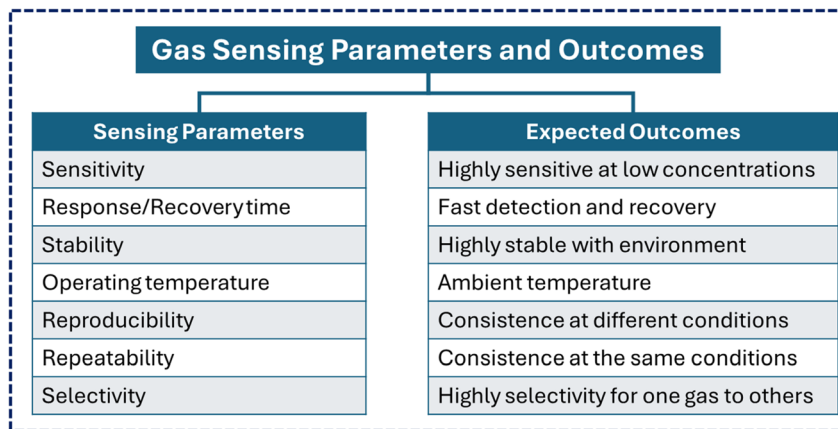 Gas Sensing Parameters and Outcomes
Sensing Parameters
Expected Outcomes
Sensitivity
Highly sensitive at low concentrations
Response/Recovery time
Fast detection and recovery
Stability
Highly stable with environment
Operating temperature
Ambient temperature
Reproducibility
Consistence at different conditions
Repeatability
Consistence at the same conditions
Selectivity
Highly selectivity for one gas to others